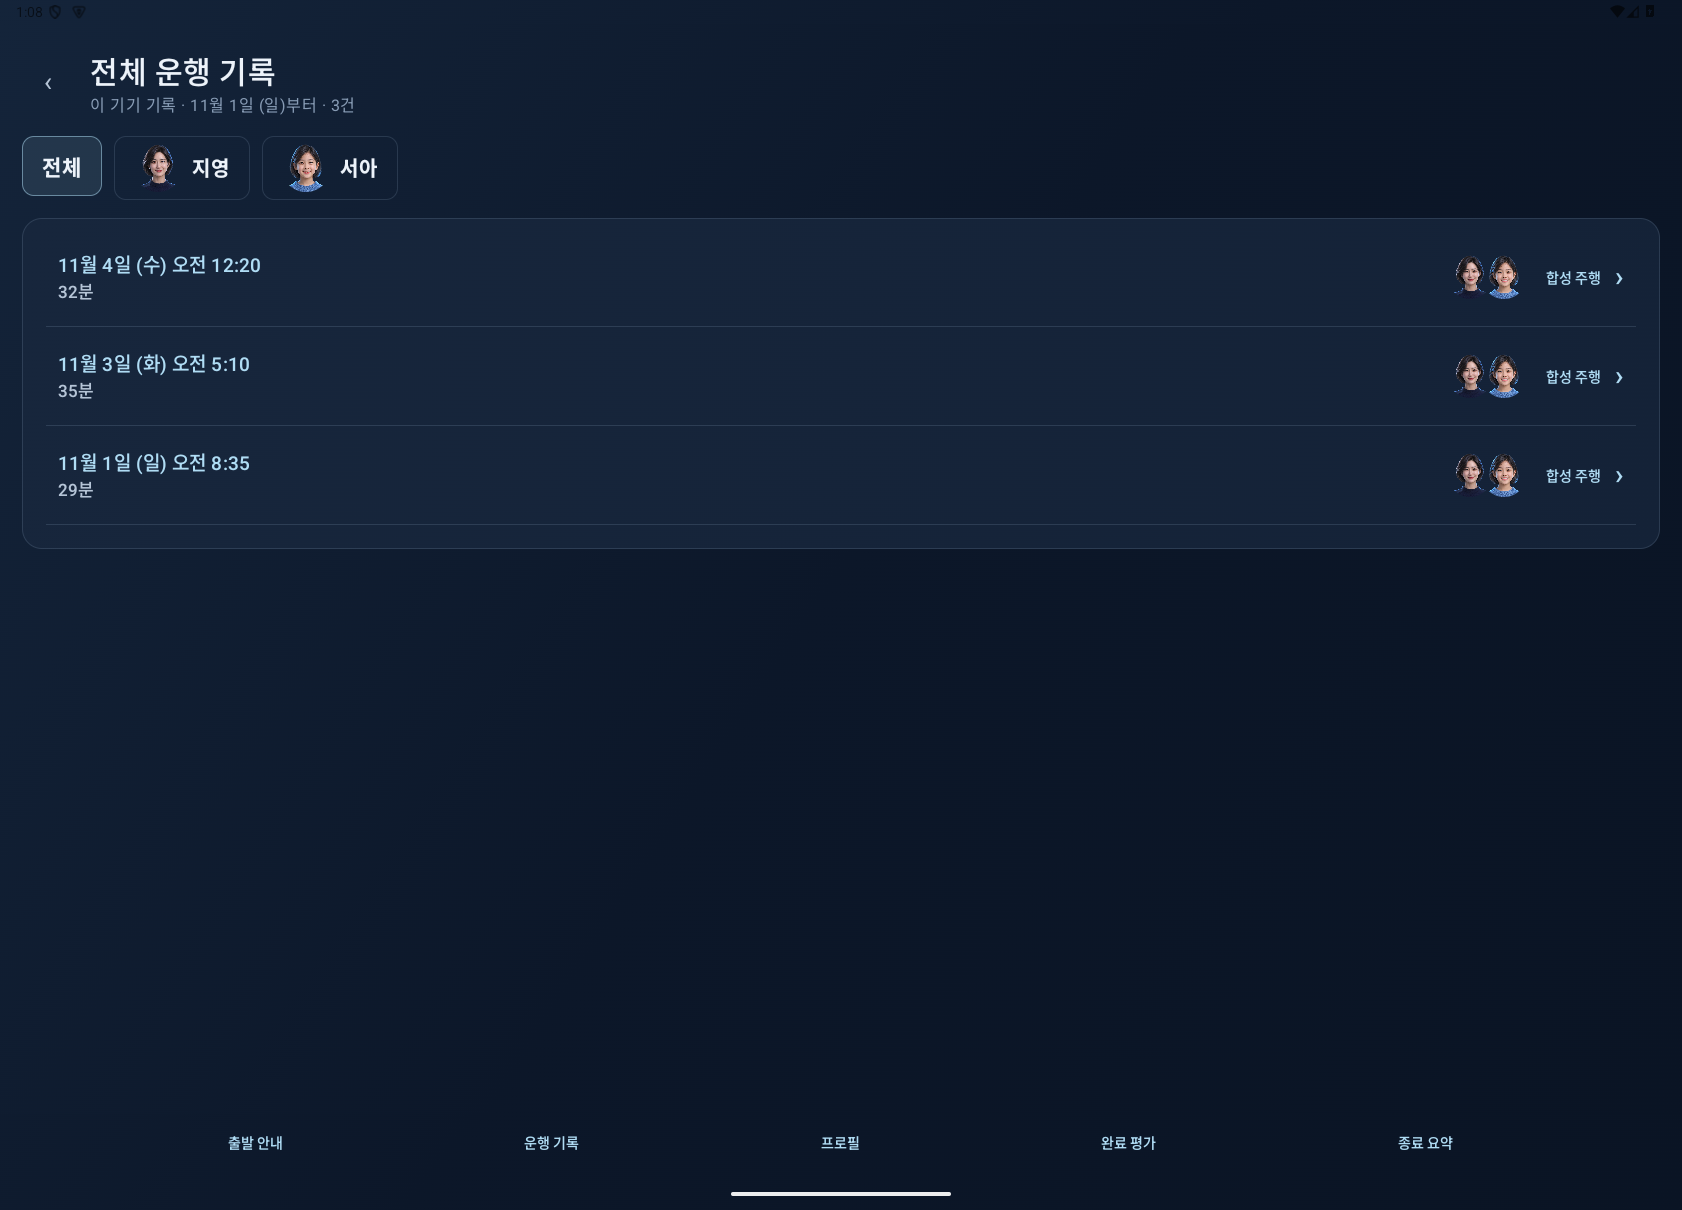 1:08
전체 운행 기록
이 기기 기록 · 11월 1일 (일)부터 · 3건
전체
지영
서아
11월 4일 (수) 오전 12:20
32분
합성 주행
11월 3일 (화) 오전 5:10
35분
합성 주행
11월 1일 (일) 오전 8:35
29분
합성 주행
출발 안내
운행 기록
프로필
완료 평가
종료 요약